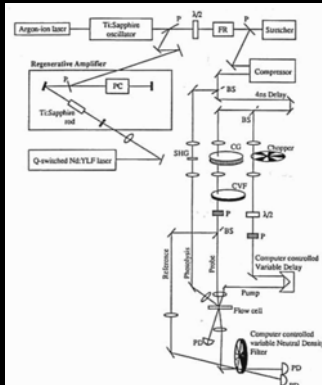 Argon-ion laser
Ti:Sapphire
oscillator
P
λ/2
FR
P
Stretcher
Regenerative Amplifier
P
PC
Ti:Sapphire
rod
Q-switched Nd:YLF laser
Compressor
BS
4ns Delay
BS
SHG
CG
Chopper
CVF
P
λ/2
P
BS
Reference
Photolysis
Probe
Computer controlled
Variable Delay
Pump
Flow cell
PD
Computer controlled
variable Neutral Density
Filter
PD
PD